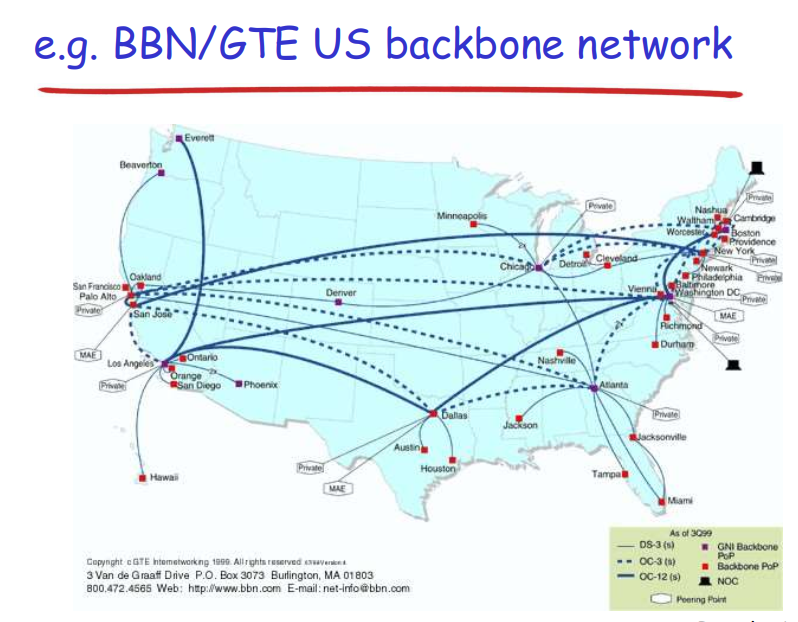 e.g. BBN/GTE US backbone network
Everett
Beaverton
Private
Minneapolis
Nashua
Private
Waltham
Cambridge
Worcester
Boston
Providence
New York
2x
Chicago
Detroit
Cleveland
Private
Newark
Philadelphia
Private
San Francisco
Oakland
Palo Alto
Denver
Vienna
Baltimore
Washington DC
Private
Private
San Jose
MAE
Richmond
2x
Private
Durham
MAE
Los Angeles
Ontario
Nashville
Orange
2x
Private
San Diego
Phoenix
Atlanta
Dallas
Private
Jackson
Jacksonville
Austin
Private
Houston
Hawaii
MAE
Tampa
Miami
As of 3Q99
DS-3 (s)
GNI Backbone PoP
OC-3 (s)
Backbone PoP
OC-12 (s)
NOC
Peering Point
Copyright c GTE Internetworking 1999. All rights reserved
3 Van de Graaff Drive P.O. Box 3073 Burlington, MA 01803
800.472.4565 Web: http://www.bbn.com E-mail: net-info@bbn.com